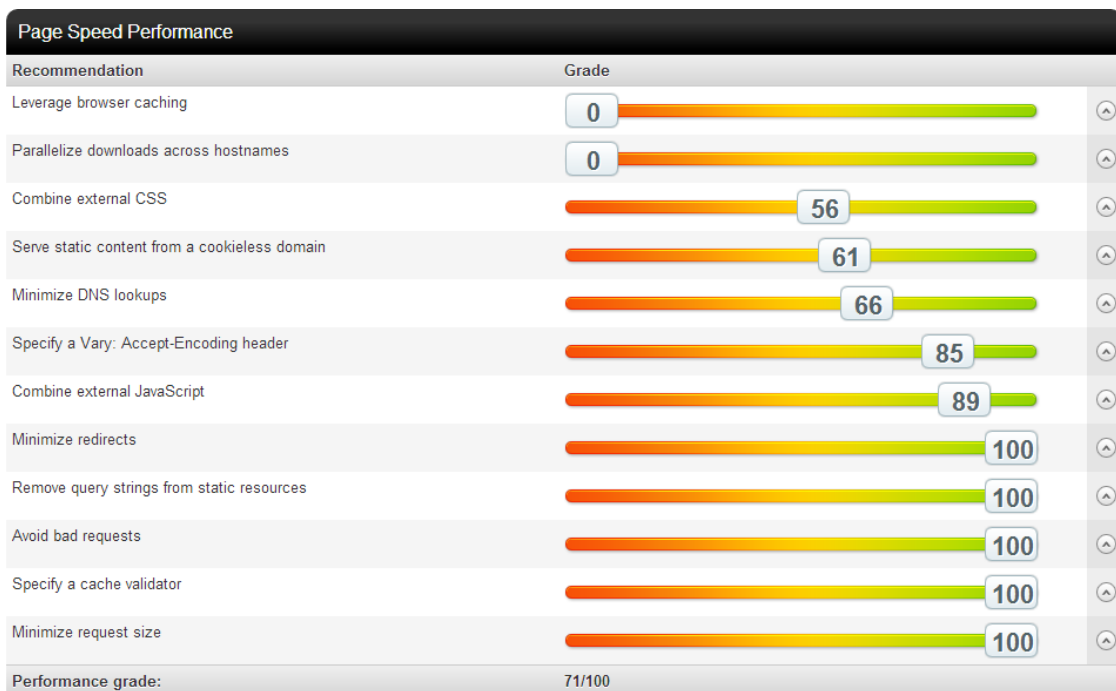 Page Speed Performance
Recommendation Grade
Leverage browser caching 0
Parallelize downloads across hostnames 0
Combine external CSS 56
Serve static content from a cookieless domain 61
Minimize DNS lookups 66
Specify a Vary: Accept-Encoding header 85
Combine external JavaScript 89
Minimize redirects 100
Remove query strings from static resources 100
Avoid bad requests 100
Specify a cache validator 100
Minimize request size 100
Performance grade: 71/100